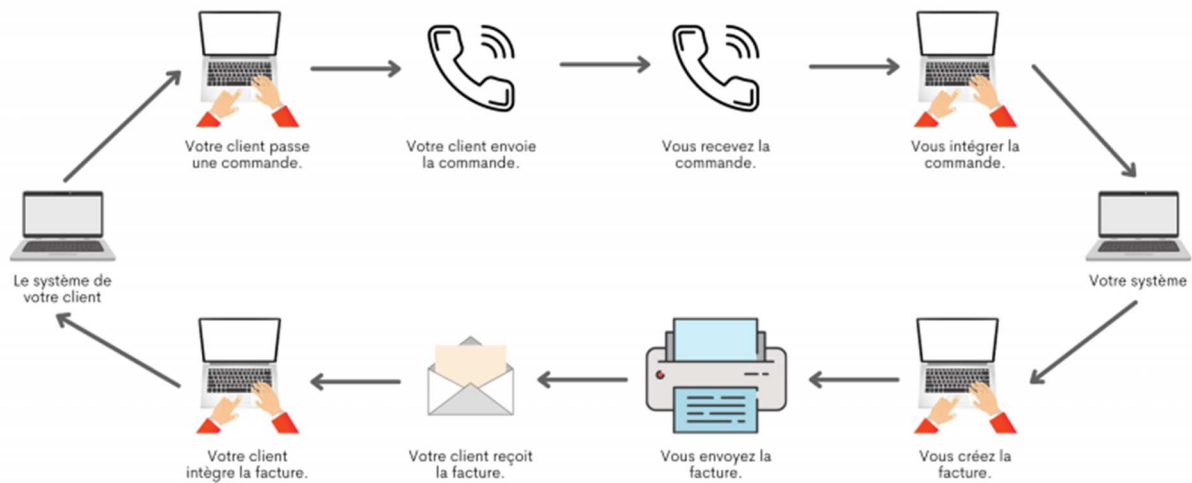 Votre client passe
une commande.
Votre client envoie
la commande.
Vous recevez la
commande.
Vous intégrer la
commande.
Le système de
votre client
Votre système
Votre client
intègre la facture.
Votre client reçoit
la facture.
Vous envoyez la
facture.
Vous créez la
facture.